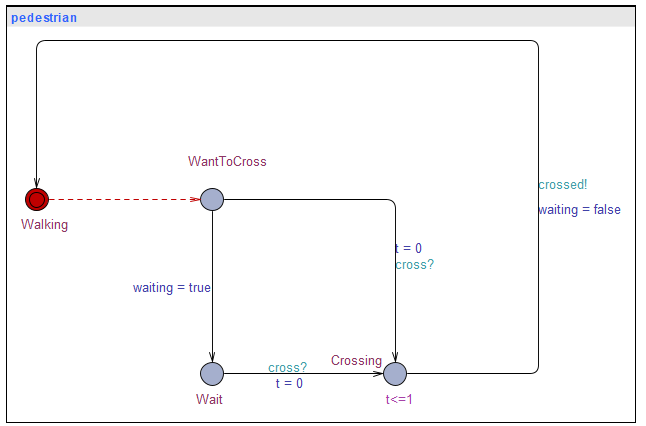 pedestrian
WantToCross
crossed!
waiting = false
Walking
t = 0
cross?
waiting = true
Crossing
cross?
t = 0
Wait
t<=1